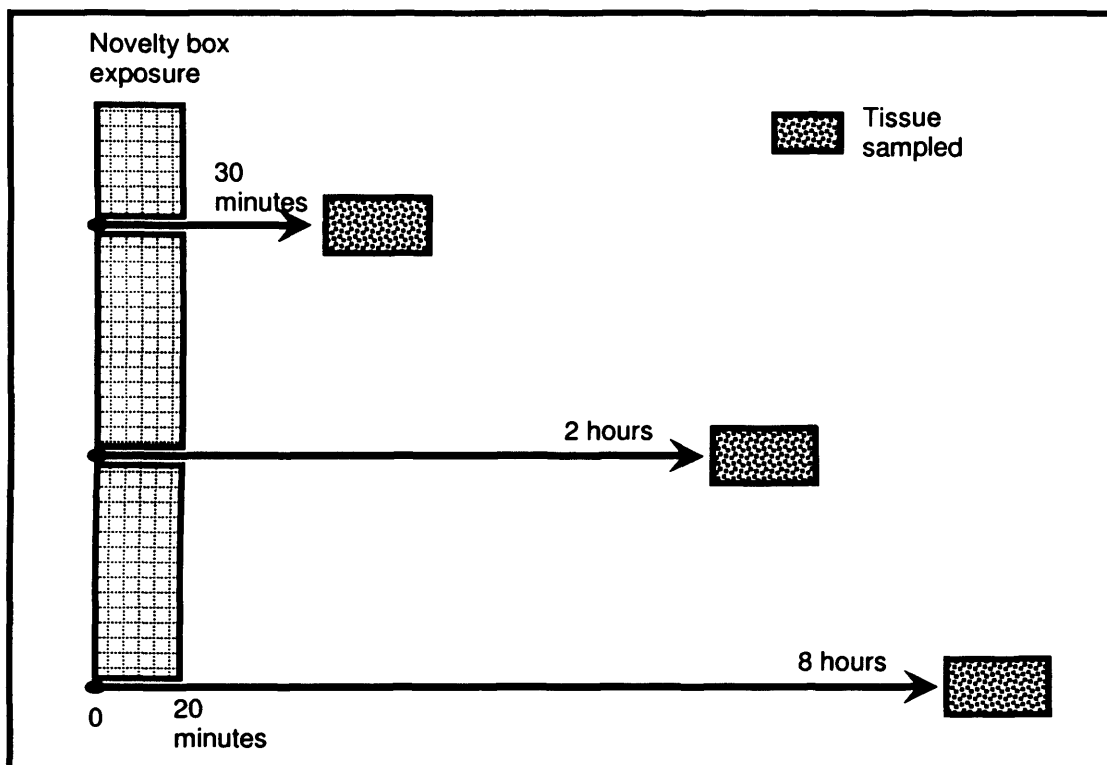 Novelty box
exposure
Tissue
sampled
30
minutes
2 hours
8 hours
0
20
minutes